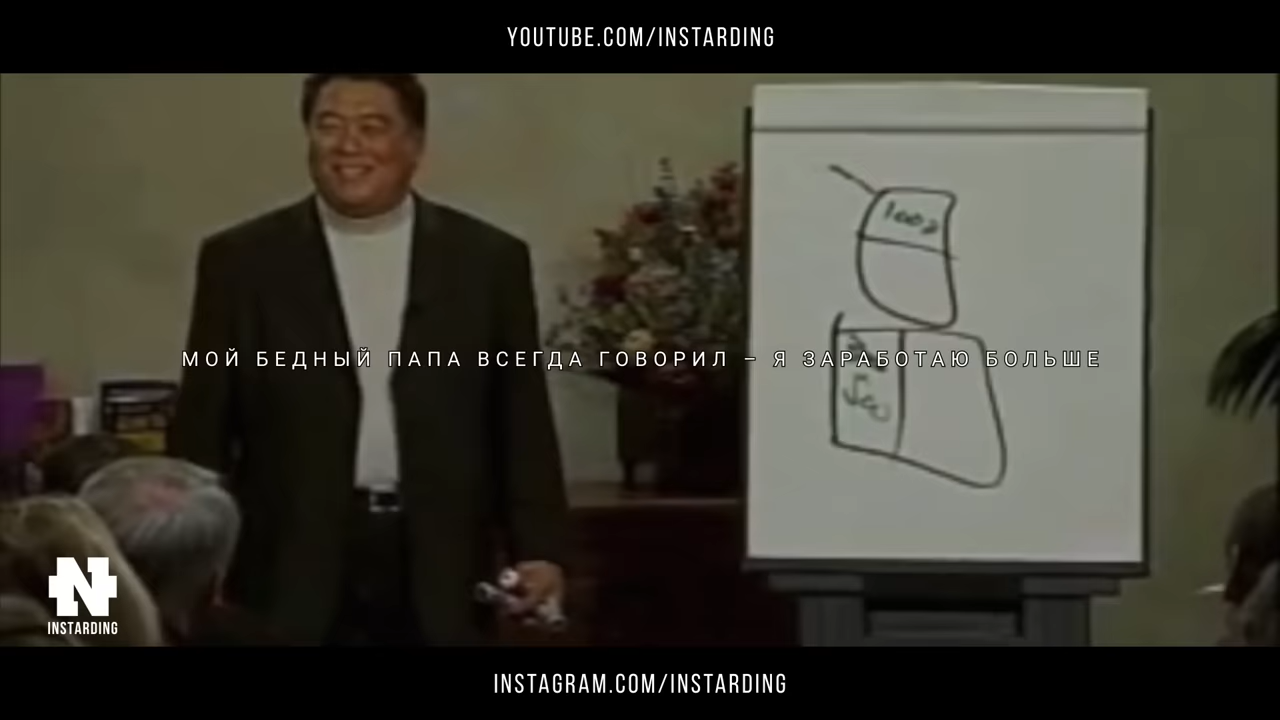 YOUTUBE.COM/INSTARDING
МОЙ БЕДНЫЙ ПАПА ВСЕГДА ГОВОРИЛ – Я ЗАРАБОТАЮ БОЛЬШЕ
N
INSTARDING
INSTAGRAM.COM/INSTARDING